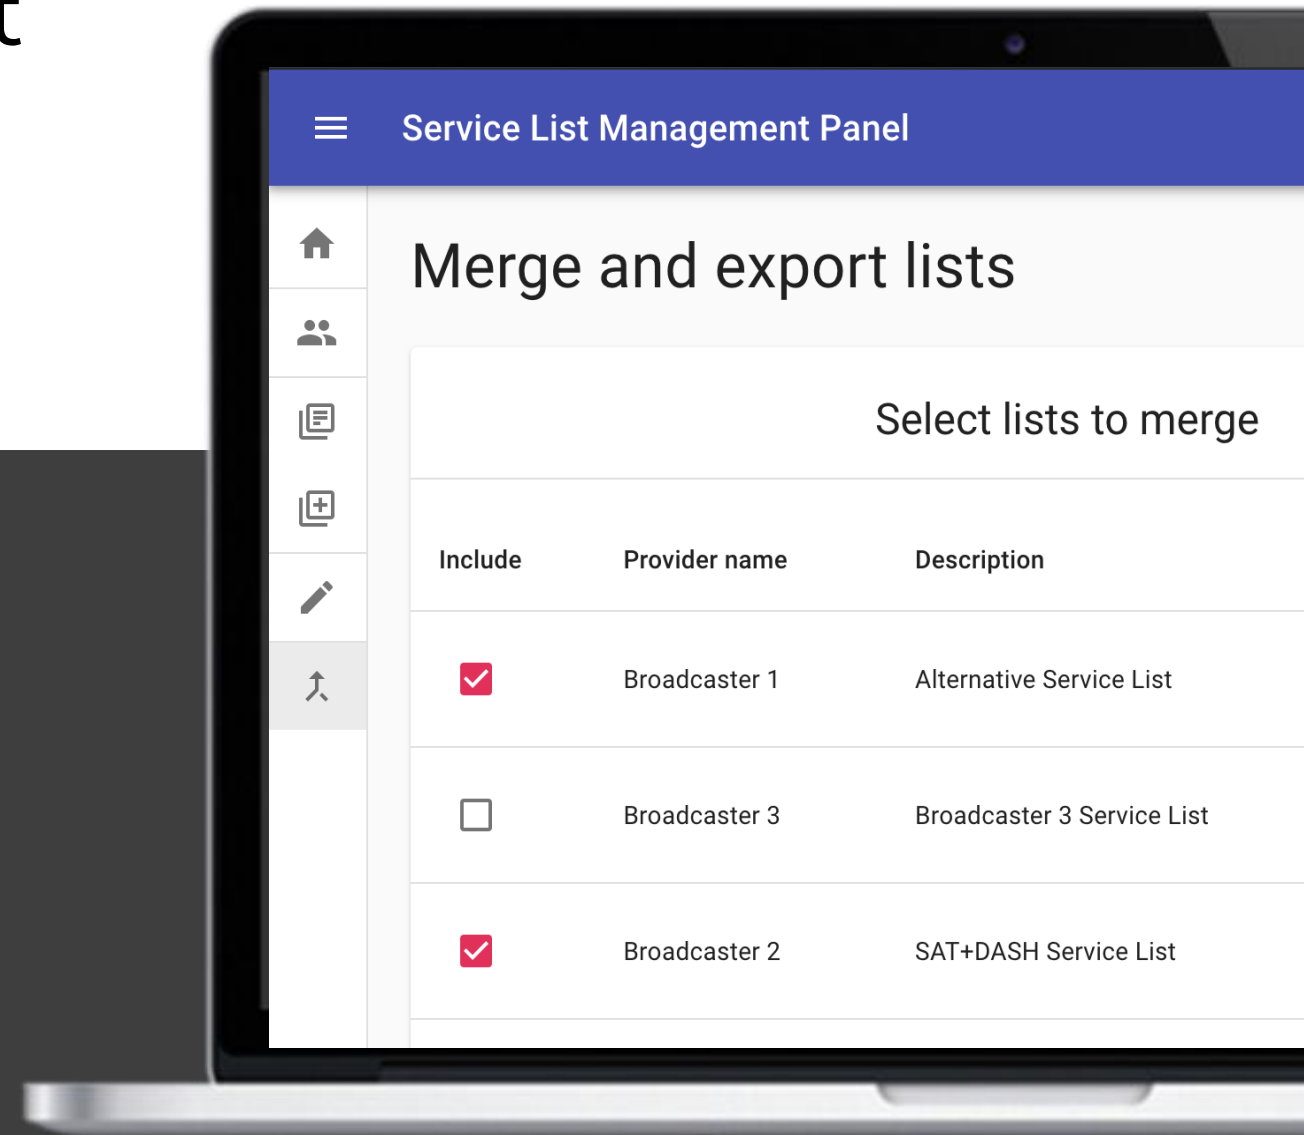 t
Service List Management Panel
Merge and export lists
Select lists to merge
Include Provider name Description
Broadcaster 1 Alternative Service List
Broadcaster 3 Broadcaster 3 Service List
Broadcaster 2 SAT+DASH Service List